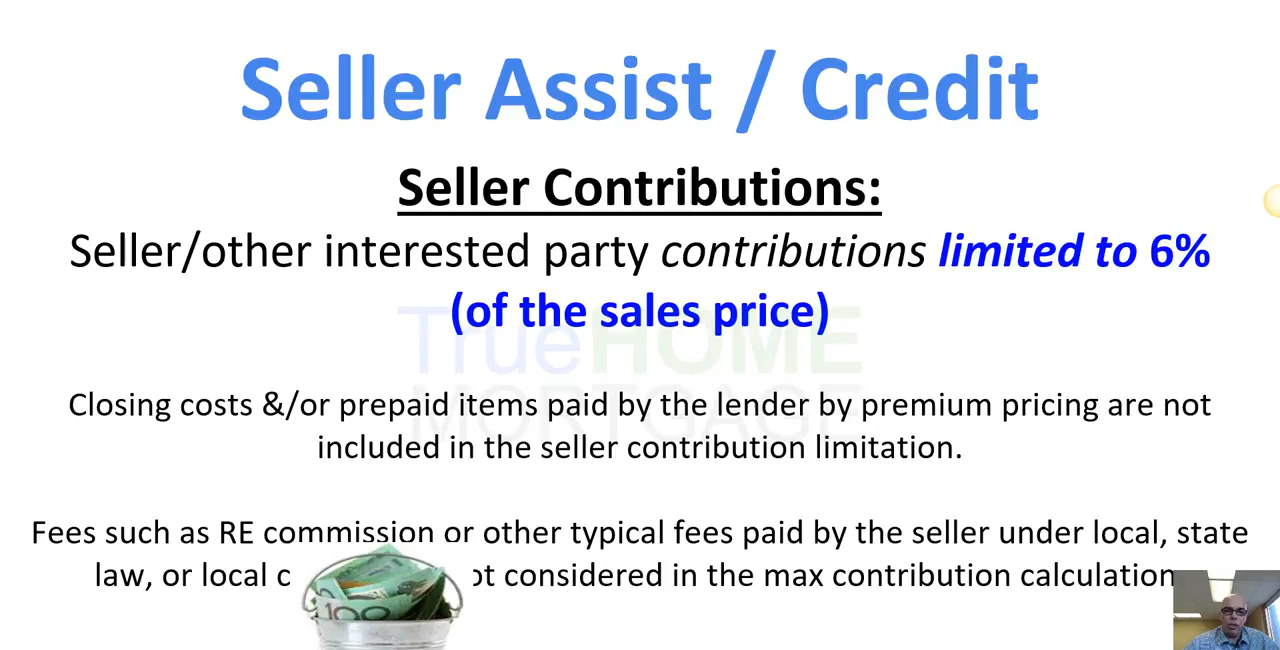 Seller Assist / Credit
Seller Contributions:
Seller/other interested party contributions limited to 6%
(of the sales price)
TrueHOME
MORTGAGE
Closing costs &/or prepaid items paid by the lender by premium pricing are not
included in the seller contribution limitation.
Fees such as RE commission or other typical fees paid by the seller under local, state
law, or local considered in the max contribution calculation
100